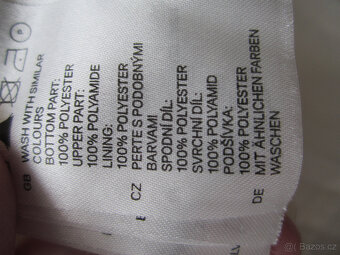 GB WASH WITH SIMILAR
COLOURS
BOTTOM PART:
100% POLYESTER
UPPER PART:
100% POLYAMIDE
LINING:
100% POLYESTER
CZ PERTE S PODOBNÝMI
BARVAMI
SPODNÍ DÍL:
100% POLYESTER
SVRCHNÍ DÍL:
100% POLYAMID
PODŠÍVKA:
100% POLYESTER
DE MIT ÄHNLICHEN FARBEN
WASCHEN
Bazos.cz